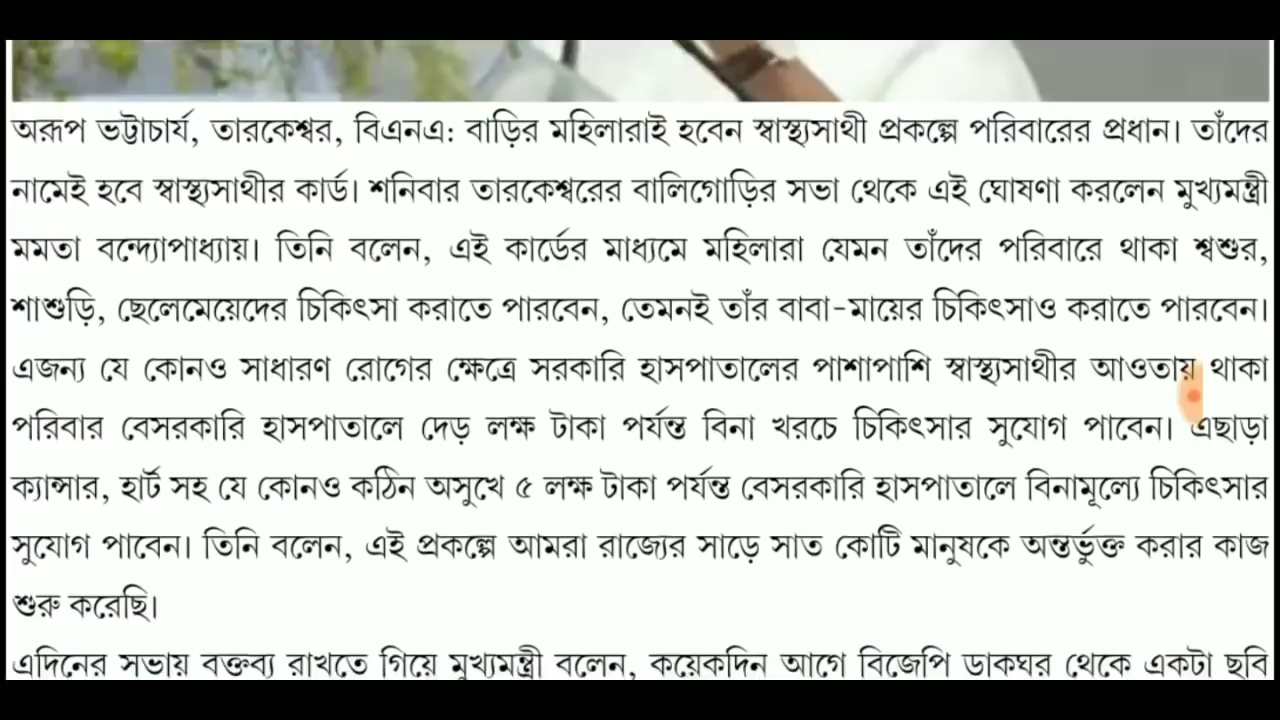 অরূপ ভট্টাচার্য, তারকেশ্বর, বিএনএ: বাড়ির মহিলারাই হবেন স্বাস্থ্যসাথী প্রকল্পে পরিবারের প্রধান। তাঁদের
নামেই হবে স্বাস্থ্যসাথীর কার্ড। শনিবার তারকেশ্বরের বালিগোড়ির সভা থেকে এই ঘোষণা করলেন মুখ্যমন্ত্রী
মমতা বন্দ্যোপাধ্যায়। তিনি বলেন, এই কার্ডের মাধ্যমে মহিলারা যেমন তাঁদের পরিবারে থাকা শ্বশুর,
শাশুড়ি, ছেলেমেয়েদের চিকিৎসা করাতে পারবেন, তেমনই তাঁর বাবা-মায়ের চিকিৎসাও করাতে পারবেন।
এজন্য যে কোনও সাধারণ রোগের ক্ষেত্রে সরকারি হাসপাতালের পাশাপাশি স্বাস্থ্যসাথীর আওতায় থাকা
পরিবার বেসরকারি হাসপাতালে দেড় লক্ষ টাকা পর্যন্ত বিনা খরচে চিকিৎসার সুযোগ পাবেন। এছাড়া
ক্যান্সার, হার্ট সহ যে কোনও কঠিন অসুখে ৫ লক্ষ টাকা পর্যন্ত বেসরকারি হাসপাতালে বিনামূল্যে চিকিৎসার
সুযোগ পাবেন। তিনি বলেন, এই প্রকল্পে আমরা রাজ্যের সাড়ে সাত কোটি মানুষকে অন্তর্ভুক্ত করার কাজ
শুরু করেছি।
এদিনের সভায় বক্তব্য রাখতে গিয়ে মুখ্যমন্ত্রী বলেন, কয়েকদিন আগে বিজেপি ডাকঘর থেকে একটা ছবি